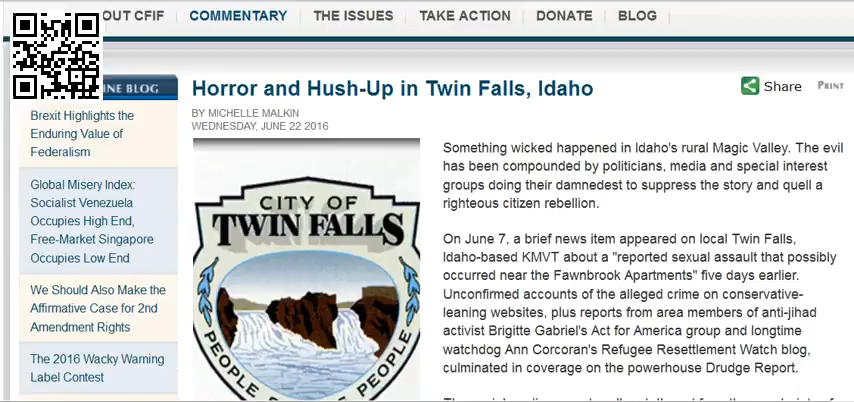 OUT CFIF
COMMENTARY
THE ISSUES
TAKE ACTION
DONATE
BLOG
INE BLOG
Brexit Highlights the
Enduring Value of
Federalism
Global Misery Index:
Socialist Venezuela
Occupies High End,
Free-Market Singapore
Occupies Low End
We Should Also Make the
Affirmative Case for 2nd
Amendment Rights
The 2016 Wacky Warning
Label Contest
Horror and Hush-Up in Twin Falls, Idaho
Share
PRINT
BY MICHELLE MALKIN
WEDNESDAY, JUNE 22 2016
CITY OF
TWIN FALLS
PEOPLE
PEOPLE
Something wicked happened in Idaho's rural Magic Valley. The evil
has been compounded by politicians, media and special interest
groups doing their damnedest to suppress the story and quell a
righteous citizen rebellion.
On June 7, a brief news item appeared on local Twin Falls,
Idaho-based KMVT about a "reported sexual assault that possibly
occurred near the Fawnbrook Apartments" five days earlier.
Unconfirmed accounts of the alleged crime on conservative-
leaning websites, plus reports from area members of anti-jihad
activist Brigitte Gabriel's Act for America group and longtime
watchdog Ann Corcoran's Refugee Resettlement Watch blog,
culminated in coverage on the powerhouse Drudge Report.